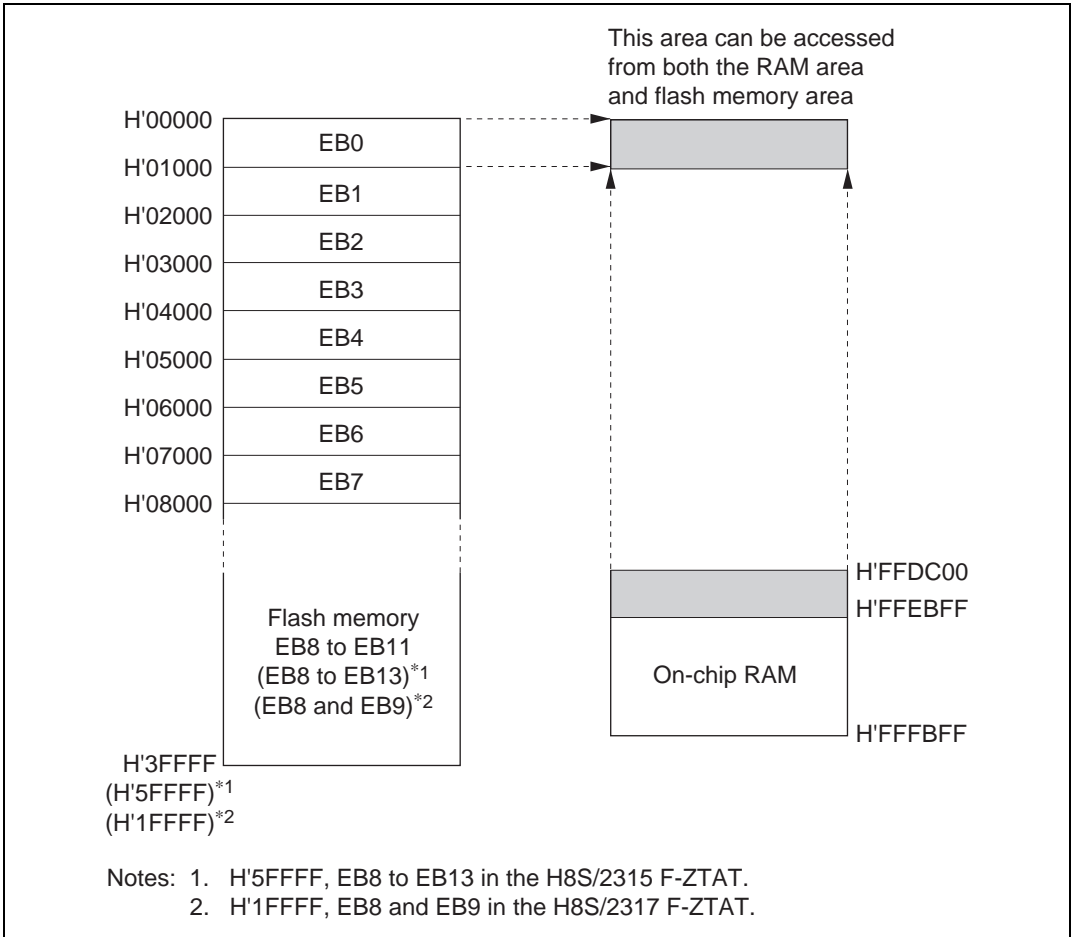 This area can be accessed
from both the RAM area
and flash memory area
H'00000
EB0
H'01000
EB1
H'02000
EB2
H'03000
EB3
H'04000
EB4
H'05000
EB5
H'06000
EB6
H'07000
EB7
H'08000
H'FFDC00
H'FFEBFF
Flash memory
EB8 to EB11
(EB8 to EB13)*1
(EB8 and EB9)*2
On-chip RAM
H'FFFBFF
H'3FFFF
(H'5FFFF)*1
(H'1FFFF)*2
Notes: 1. H'5FFFF, EB8 to EB13 in the H8S/2315 F-ZTAT.
2. H'1FFFF, EB8 and EB9 in the H8S/2317 F-ZTAT.